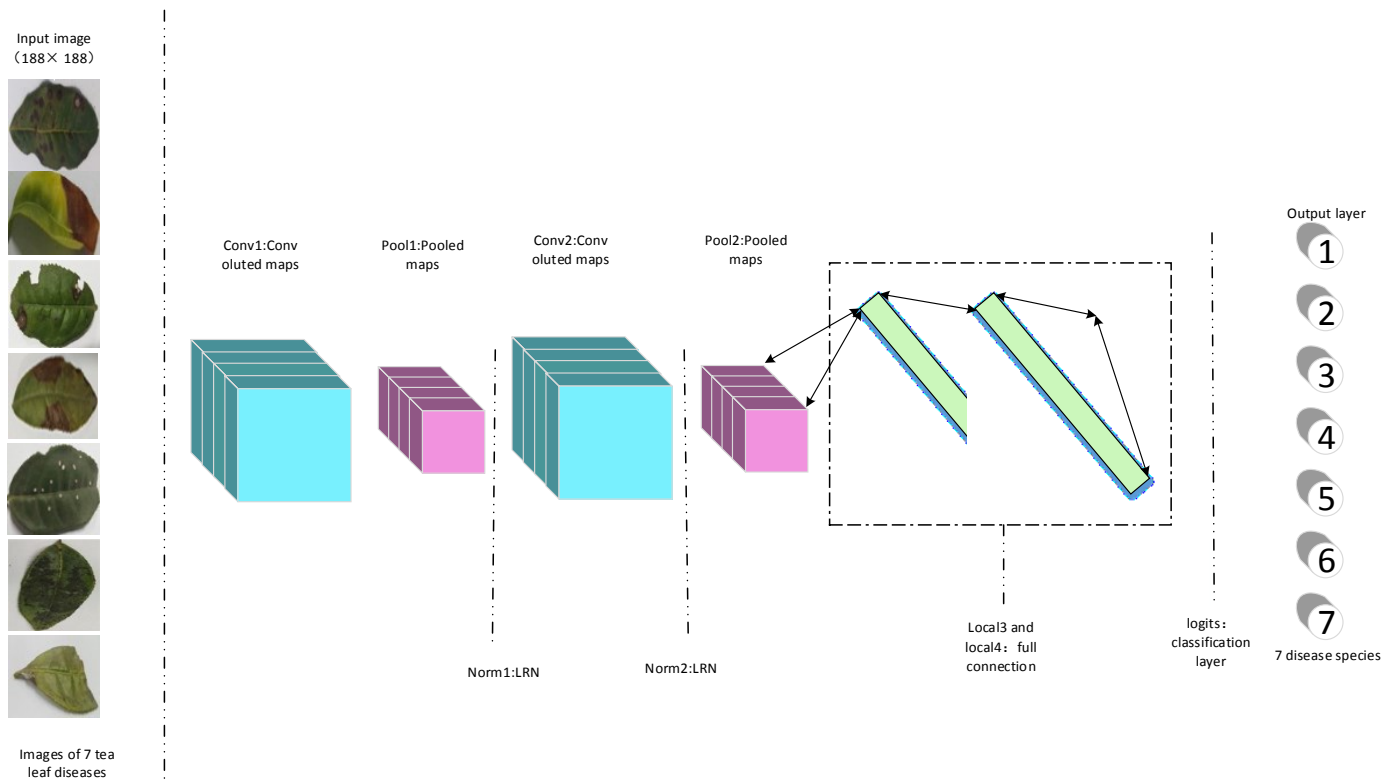 Input image
（188× 188）
Images of 7 tea
leaf diseases
Conv1:Conv
oluted maps
Pool1:Pooled
maps
Norm1:LRN
Conv2:Conv
oluted maps
Norm2:LRN
Pool2:Pooled
maps
Local3 and
local4：full
connection
logits：
classification
layer
Output layer
1
2
3
4
5
6
7
7 disease species